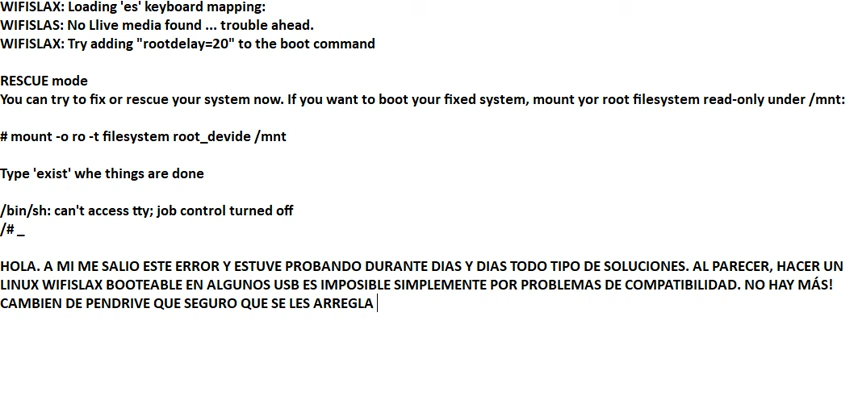 WIFISLAX: Loading 'es' keyboard mapping:
WIFISLAS: No Llive media found ... trouble ahead.
WIFISLAX: Try adding "rootdelay=20" to the boot command
RESCUE mode
You can try to fix or rescue your system now. If you want to boot your fixed system, mount yor root filesystem read-only under /mnt:
# mount -o ro -t filesystem root_devide /mnt
Type 'exist' whe things are done
/bin/sh: can't access tty; job control turned off
/# _
HOLA. A MI ME SALIO ESTE ERROR Y ESTUVE PROBANDO DURANTE DIAS Y DIAS TODO TIPO DE SOLUCIONES. AL PARECER, HACER UN
LINUX WIFISLAX BOOTEABLE EN ALGUNOS USB ES IMPOSIBLE SIMPLEMENTE POR PROBLEMAS DE COMPATIBILIDAD. NO HAY MÁS!
CAMBIEN DE PENDRIVE QUE SEGURO QUE SE LES ARREGLA